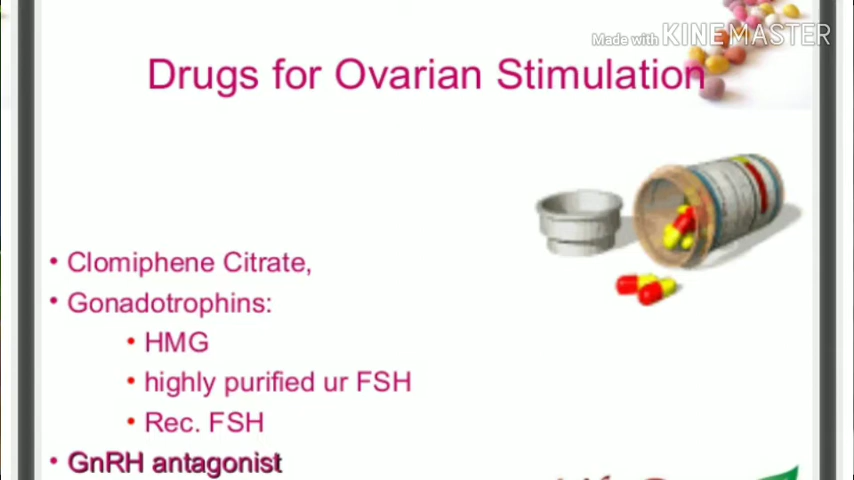 Made with KINEMASTER
Drugs for Ovarian Stimulation
• Clomiphene Citrate,
• Gonadotrophins:
• HMG
• highly purified ur FSH
• Rec. FSH
• GnRH antagonist